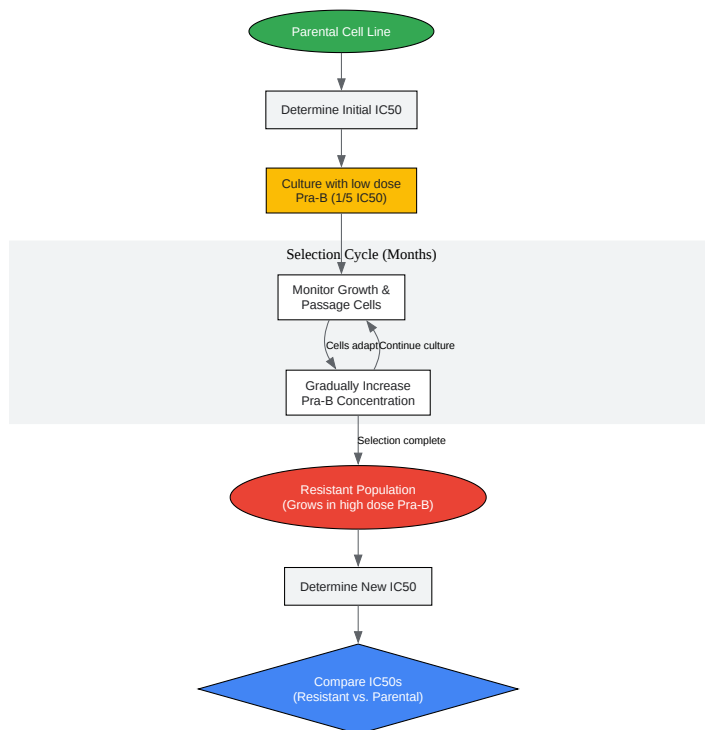 Parental Cell Line
Determine Initial IC50
Culture with low dose
Pra-B (1/5 IC50)
Selection Cycle (Months)
Monitor Growth &
Passage Cells
Cells adapt
Continue culture
Gradually Increase
Pra-B Concentration
Selection complete
Resistant Population
(Grows in high dose Pra-B)
Determine New IC50
Compare IC50s
(Resistant vs. Parental)